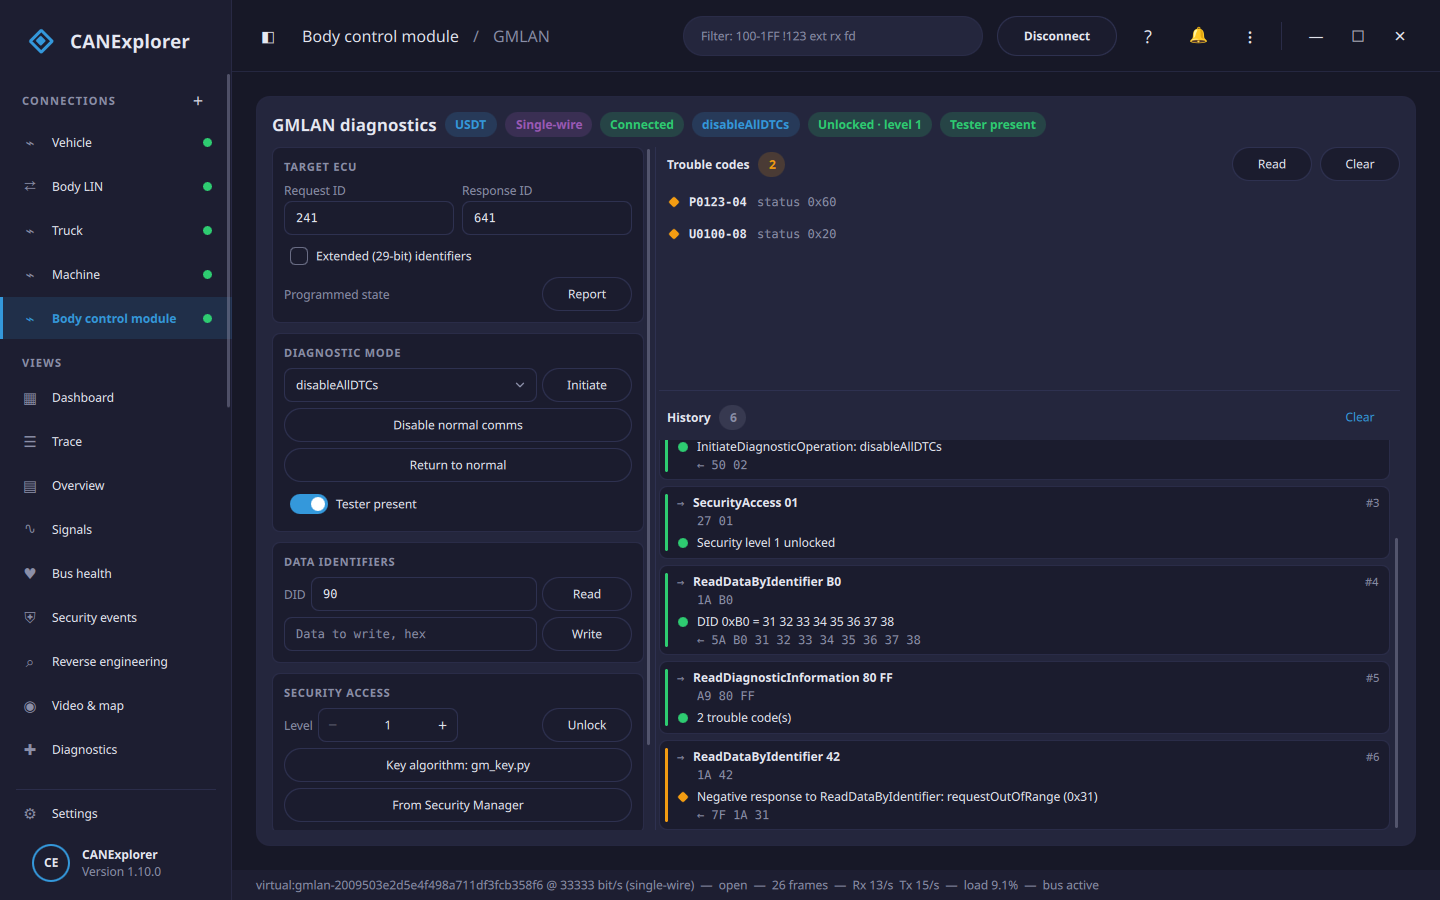 CANExplorer
CONNECTIONS +
Vehicle
Body LIN
Truck
Machine
Body control module
VIEWS
Dashboard
Trace
Overview
Signals
Bus health
Security events
Reverse engineering
Video & map
Diagnostics
Settings
CE
CANExplorer
Version 1.10.0
Body control module / GMLAN
Filter: 100-1FF !123 ext rx fd
Disconnect
?
GMLAN diagnostics
USDT
Single-wire
Connected
disableAllDTCs
Unlocked · level 1
Tester present
TARGET ECU
Request ID Response ID
241 641
Extended (29-bit) identifiers
Programmed state Report
DIAGNOSTIC MODE
disableAllDTCs Initiate
Disable normal comms
Return to normal
Tester present
DATA IDENTIFIERS
DID 90 Read
Data to write, hex Write
SECURITY ACCESS
Level − 1 + Unlock
Key algorithm: gm_key.py
From Security Manager
Trouble codes 2 Read Clear
P0123-04 status 0x60
U0100-08 status 0x20
History 6 Clear
InitiateDiagnosticOperation: disableAllDTCs
← 50 02
→ SecurityAccess 01 #3
27 01
Security level 1 unlocked
→ ReadDataByIdentifier B0 #4
1A B0
DID 0xB0 = 31 32 33 34 35 36 37 38
← 5A B0 31 32 33 34 35 36 37 38
→ ReadDiagnosticInformation 80 FF #5
A9 80 FF
2 trouble code(s)
→ ReadDataByIdentifier 42 #6
1A 42
Negative response to ReadDataByIdentifier: requestOutOfRange (0x31)
← 7F 1A 31
virtual:gmlan-2009503e2d5e4f498a711df3fcb358f6 @ 33333 bit/s (single-wire) — open — 26 frames — Rx 13/s Tx 15/s — load 9.1% — bus active